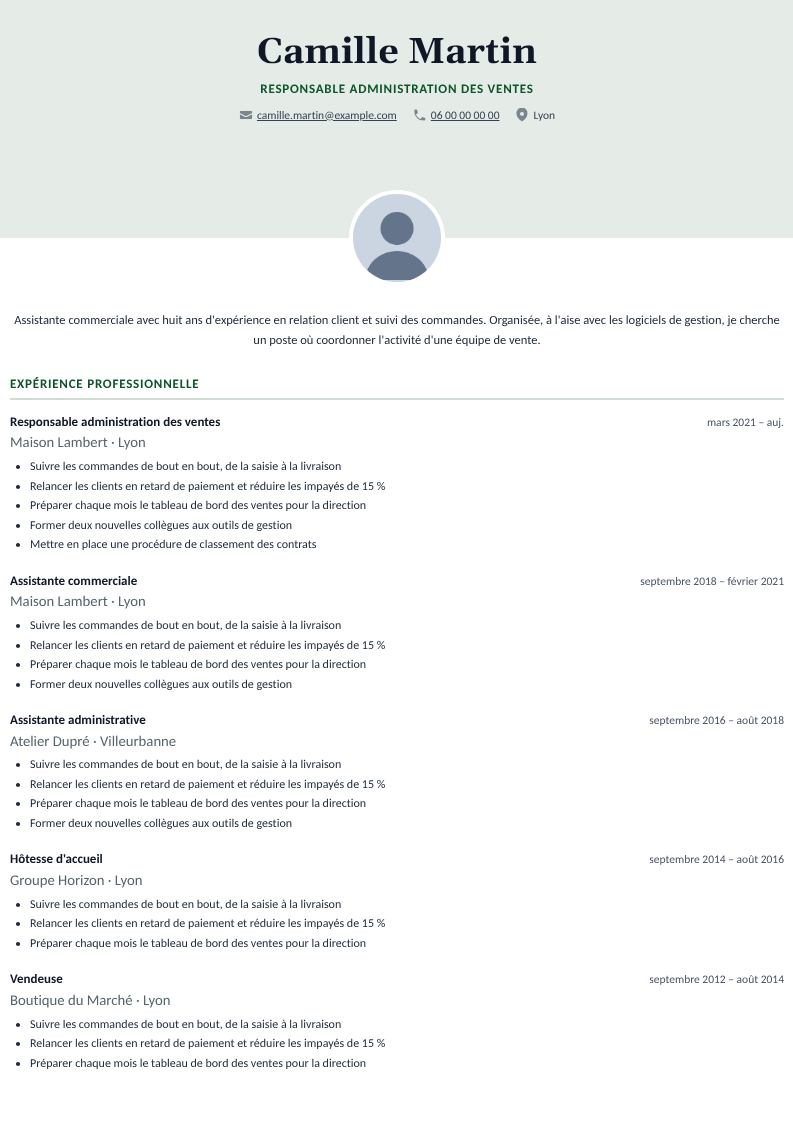 Camille Martin
RESPONSABLE ADMINISTRATION DES VENTES
camille.martin@example.com 06 00 00 00 00 Lyon
Assistante commerciale avec huit ans d'expérience en relation client et suivi des commandes. Organisée, à l'aise avec les logiciels de gestion, je cherche
un poste où coordonner l'activité d'une équipe de vente.
EXPÉRIENCE PROFESSIONNELLE
Responsable administration des ventes mars 2021 – auj.
Maison Lambert · Lyon
• Suivre les commandes de bout en bout, de la saisie à la livraison
• Relancer les clients en retard de paiement et réduire les impayés de 15 %
• Préparer chaque mois le tableau de bord des ventes pour la direction
• Former deux nouvelles collègues aux outils de gestion
• Mettre en place une procédure de classement des contrats
Assistante commerciale septembre 2018 – février 2021
Maison Lambert · Lyon
• Suivre les commandes de bout en bout, de la saisie à la livraison
• Relancer les clients en retard de paiement et réduire les impayés de 15 %
• Préparer chaque mois le tableau de bord des ventes pour la direction
• Former deux nouvelles collègues aux outils de gestion
Assistante administrative septembre 2016 – août 2018
Atelier Dupré · Villeurbanne
• Suivre les commandes de bout en bout, de la saisie à la livraison
• Relancer les clients en retard de paiement et réduire les impayés de 15 %
• Préparer chaque mois le tableau de bord des ventes pour la direction
• Former deux nouvelles collègues aux outils de gestion
Hôtesse d'accueil septembre 2014 – août 2016
Groupe Horizon · Lyon
• Suivre les commandes de bout en bout, de la saisie à la livraison
• Relancer les clients en retard de paiement et réduire les impayés de 15 %
• Préparer chaque mois le tableau de bord des ventes pour la direction
Vendeuse septembre 2012 – août 2014
Boutique du Marché · Lyon
• Suivre les commandes de bout en bout, de la saisie à la livraison
• Relancer les clients en retard de paiement et réduire les impayés de 15 %
• Préparer chaque mois le tableau de bord des ventes pour la direction